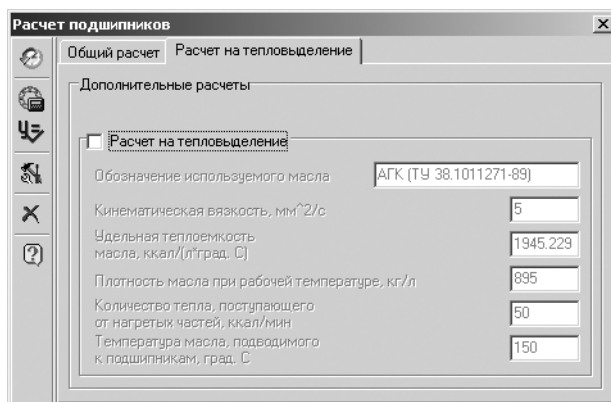 Расчет подшипников
Общий расчет Расчет на тепловыделение
Дополнительные расчеты
Расчет на тепловыделение
Обозначение используемого масла АГК (ТУ 38.1011271-89)
Кинематическая вязкость, мм^2/с 5
Удельная теплоемкость
масла, ккал/(л*град. С) 1945.229
Плотность масла при рабочей температуре, кг/л 895
Количество тепла, поступающего
от нагретых частей, ккал/мин 50
Температура масла, подводимого
к подшипникам, град. С 150